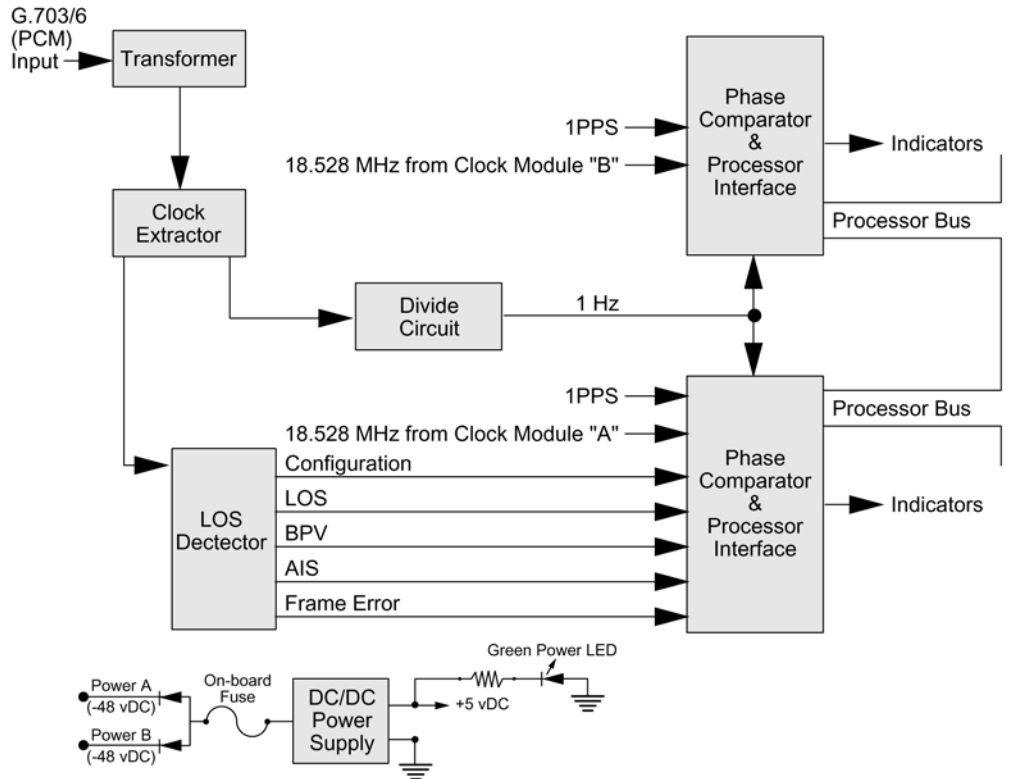 G.703/6
(PCM)
Input
Transformer
Clock
Extractor
Divide
Circuit
1 Hz
1PPS
18.528 MHz from Clock Module "B"
Phase
Comparator
&
Processor
Interface
Indicators
Processor Bus
1PPS
18.528 MHz from Clock Module "A"
Configuration
LOS
BPV
AIS
Frame Error
LOS
Dectector
Phase
Comparator
&
Processor
Interface
Processor Bus
Indicators
Power A
(-48 vDC)
Power B
(-48 vDC)
On-board
Fuse
DC/DC
Power
Supply
+5 vDC
Green Power LED